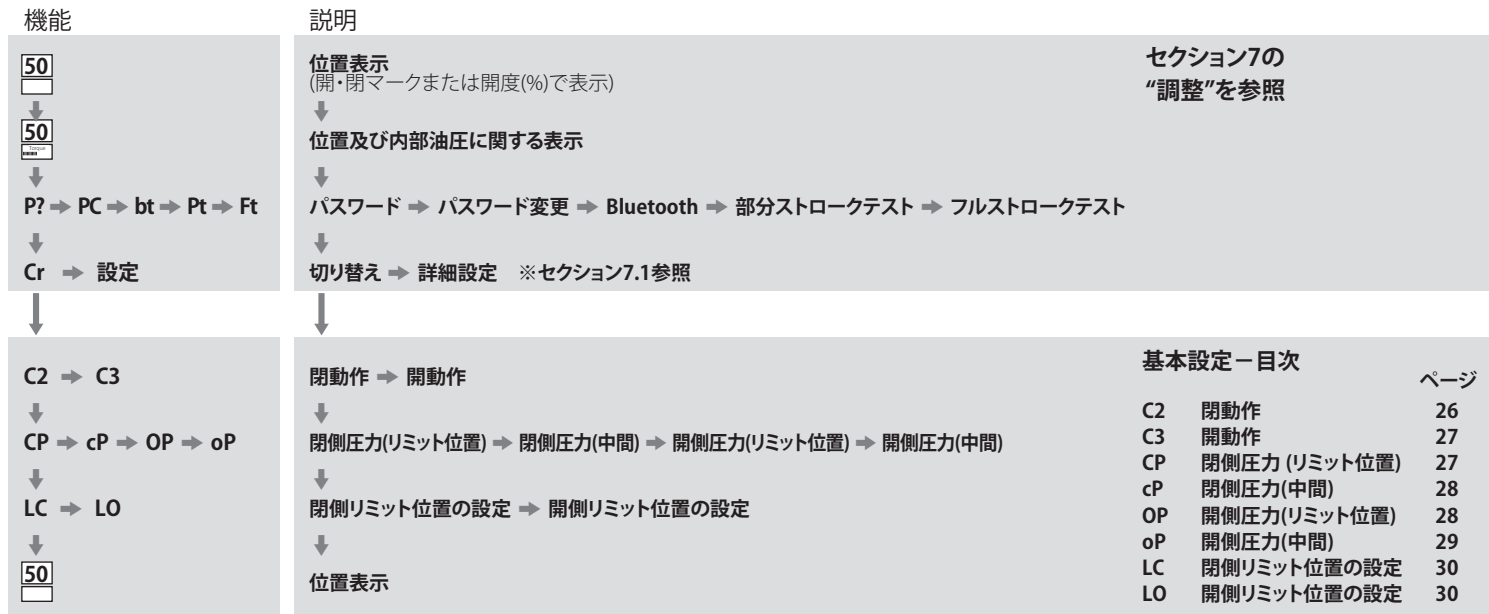 機能
50
50
Torque
P? ➡ PC ➡ bt ➡ Pt ➡ Ft
Cr ➡ 設定
C2 ➡ C3
CP ➡ cP ➡ OP ➡ oP
LC ➡ LO
50
説明
位置表示
(開・閉マークまたは開度(%)で表示)
位置及び内部油圧に関する表示
パスワード ➡ パスワード変更 ➡ Bluetooth ➡ 部分ストロークテスト ➡ フルストロークテスト
切り替え ➡ 詳細設定 ※セクション7.1参照
セクション7の
“調整”を参照
閉動作 ➡ 開動作
閉側圧力(リミット位置) ➡ 閉側圧力(中間) ➡ 開側圧力(リミット位置) ➡ 開側圧力(中間)
閉側リミット位置の設定 ➡ 開側リミット位置の設定
位置表示
基本設定－目次
ページ
C2 閉動作 26
C3 開動作 27
CP 閉側圧力 (リミット位置) 27
cP 閉側圧力(中間) 28
OP 開側圧力(リミット位置) 28
oP 開側圧力(中間) 29
LC 閉側リミット位置の設定 30
LO 開側リミット位置の設定 30